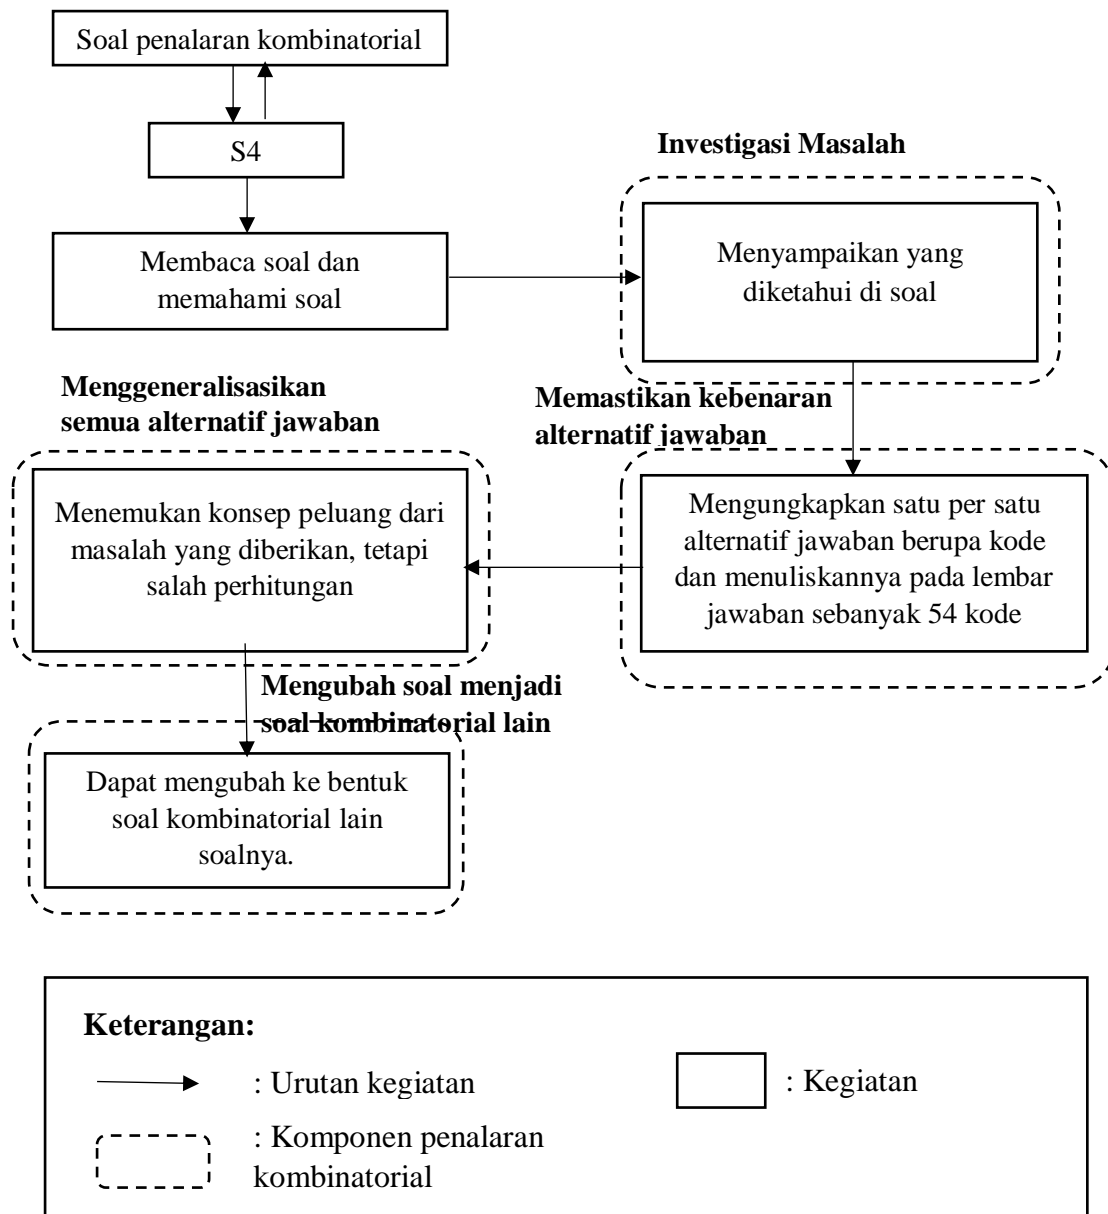 Soal penalaran kombinatorial
S4
Investigasi Masalah
Membaca soal dan
memahami soal
Menyampaikan yang
diketahui di soal
Memastikan kebenaran
alternatif jawaban
Mengungkapkan satu per satu
alternatif jawaban berupa kode
dan menuliskannya pada lembar
jawaban sebanyak 54 kode
Menggeneralisasikan
semua alternatif jawaban
Menemukan konsep peluang dari
masalah yang diberikan, tetapi
salah perhitungan
Mengubah soal menjadi
soal kombinatorial lain
Dapat mengubah ke bentuk
soal kombinatorial lain
soalnya.
Keterangan:
: Urutan kegiatan
: Kegiatan
: Komponen penalaran
kombinatorial